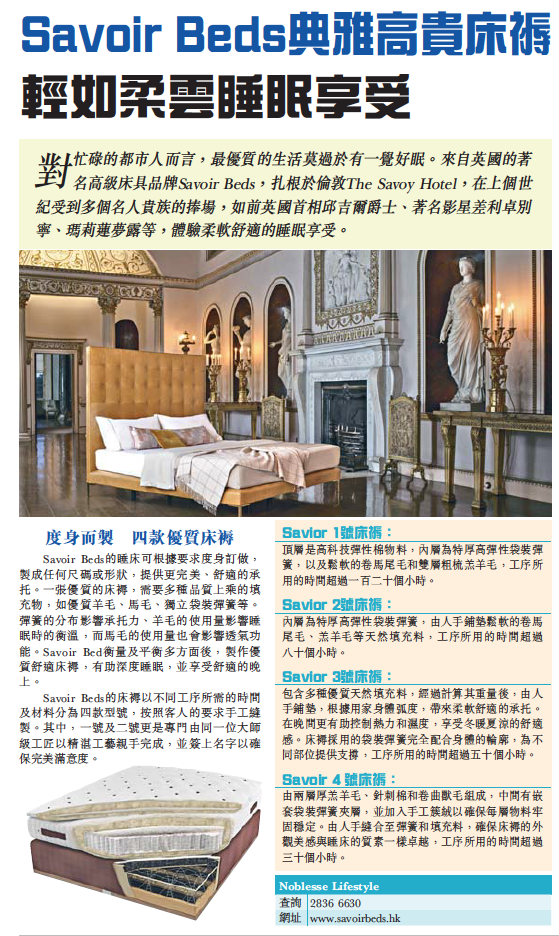 Savoir Beds典雅高貴床褥
輕如柔雲睡眠享受
對忙碌的都市人而言，最優質的生活莫過於有一覺好眠。來自英國的著
名高級床具品牌Savoir Beds，扎根於倫敦The Savoy Hotel，在上個世
紀受到多個名人貴族的捧場，如前英國首相邱吉爾爵士、著名影星差利卓別
寧、瑪莉蓮夢露等，體驗柔軟舒適的睡眠享受。
度身而製　四款優質床褥
Savoir Beds的睡床可根據要求度身訂做，
製成任何尺碼或形狀，提供更完美、舒適的承
托。一張優質的床褥，需要多種品質上乘的填
充物，如優質羊毛、馬毛、獨立袋裝彈簧等。
彈簧的分布影響承托力、羊毛的使用量影響睡
眠時的衡溫，而馬毛的使用量也會影響透氣功
能。Savoir Bed衡量及平衡多方面後，製作優
質舒適床褥，有助深度睡眠，並享受舒適的晚
上。
Savoir Beds的床褥以不同工序所需的時間
及材料分為四款型號，按照客人的要求手工縫
製。其中，一號及二號更是專門由同一位大師
級工匠以精湛工藝親手完成，並簽上名字以確
保完美滿意度。
Savior 1號床褥：
頂層是高科技彈性棉物料，內層為特厚高彈性袋裝彈
簧，以及鬆軟的卷馬尾毛和雙層粗梳羔羊毛，工序所
用的時間超過一百二十個小時。
Savior 2號床褥：
內層為特厚高彈性袋裝彈簧，由人手鋪墊鬆軟的卷馬
尾毛、羔羊毛等天然填充料，工序所用的時間超過
八十個小時。
Savior 3號床褥：
包含多種優質天然填充料，經過計算其重量後，由人
手鋪墊，根據用家身體弧度，帶來柔軟舒適的承托。
在晚間更有助控制熱力和濕度，享受冬暖夏涼的舒適
感。床褥採用的袋裝彈簧完全配合身體的輪廓，為不
同部位提供支撐，工序所用的時間超過五十個小時。
Savoir 4 號床褥：
由兩層厚羔羊毛、針刺棉和卷曲獸毛組成，中間有嵌
套袋裝彈簧夾層，並加入手工簇絨以確保每層物料牢
固穩定。由人手縫合至彈簧和填充料，確保床褥的外
觀美感與睡床的質素一樣卓越，工序所用的時間超過
三十個小時。
Noblesse Lifestyle
查詢 2836 6630
網址 www.savoirbeds.hk